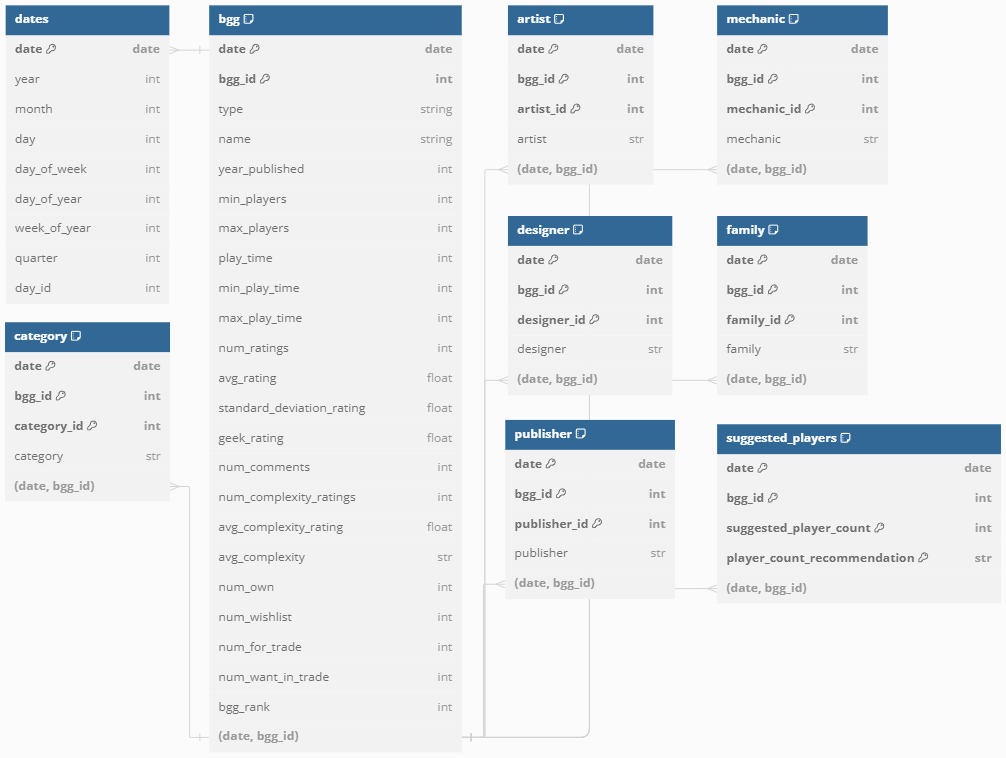 dates
date date
year int
month int
day int
day_of_week int
day_of_year int
week_of_year int
quarter int
day_id int
category
date date
bgg_id int
category_id int
category str
(date, bgg_id)
bgg
date date
bgg_id int
type string
name string
year_published int
min_players int
max_players int
play_time int
min_play_time int
max_play_time int
num_ratings int
avg_rating float
standard_deviation_rating float
geek_rating float
num_comments int
num_complexity_ratings int
avg_complexity_rating float
avg_complexity str
num_own int
num_wishlist int
num_for_trade int
num_want_in_trade int
bgg_rank int
(date, bgg_id)
artist
date date
bgg_id int
artist_id int
artist str
(date, bgg_id)
designer
date date
bgg_id int
designer_id int
designer str
(date, bgg_id)
publisher
date date
bgg_id int
publisher_id int
publisher str
(date, bgg_id)
mechanic
date date
bgg_id int
mechanic_id int
mechanic str
(date, bgg_id)
family
date date
bgg_id int
family_id int
family str
(date, bgg_id)
suggested_players
date date
bgg_id int
suggested_player_count int
player_count_recommendation str
(date, bgg_id)